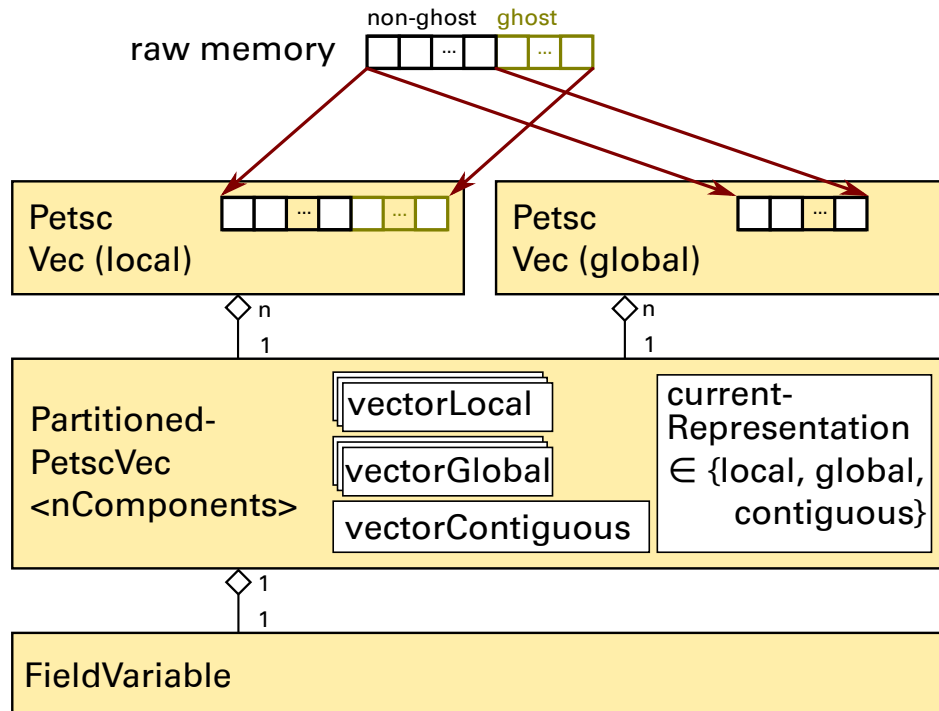 non-ghost ghost
raw memory
... ...
Petsc
Vec (local)
... ...
Petsc
Vec (global)
...
n
1
n
1
Partitioned-
PetscVec
<nComponents>
vectorLocal
vectorGlobal
vectorContiguous
current-
Representation
∈ {local, global,
contiguous}
1
1
FieldVariable